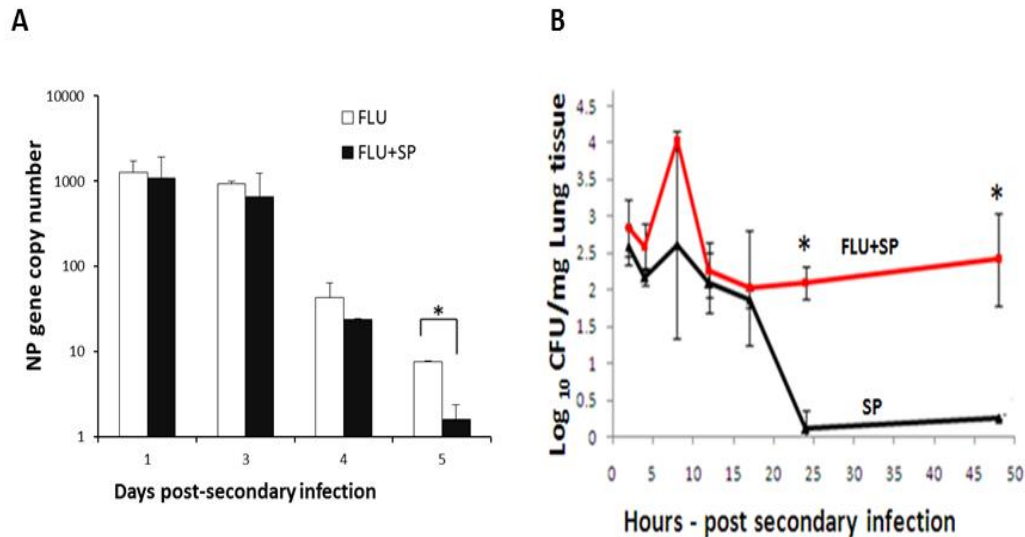 A
NP gene copy number
10000
1000
100
10
1
FLU
FLU+SP
*
1 3 4 5
Days post-secondary infection
B
Log 10 CFU/mg Lung tissue
4.5
4
3.5
3
2.5
2
1.5
1
0.5
0
*
*
FLU+SP
SP
0 5 10 15 20 25 30 35 40 45 50
Hours - post secondary infection